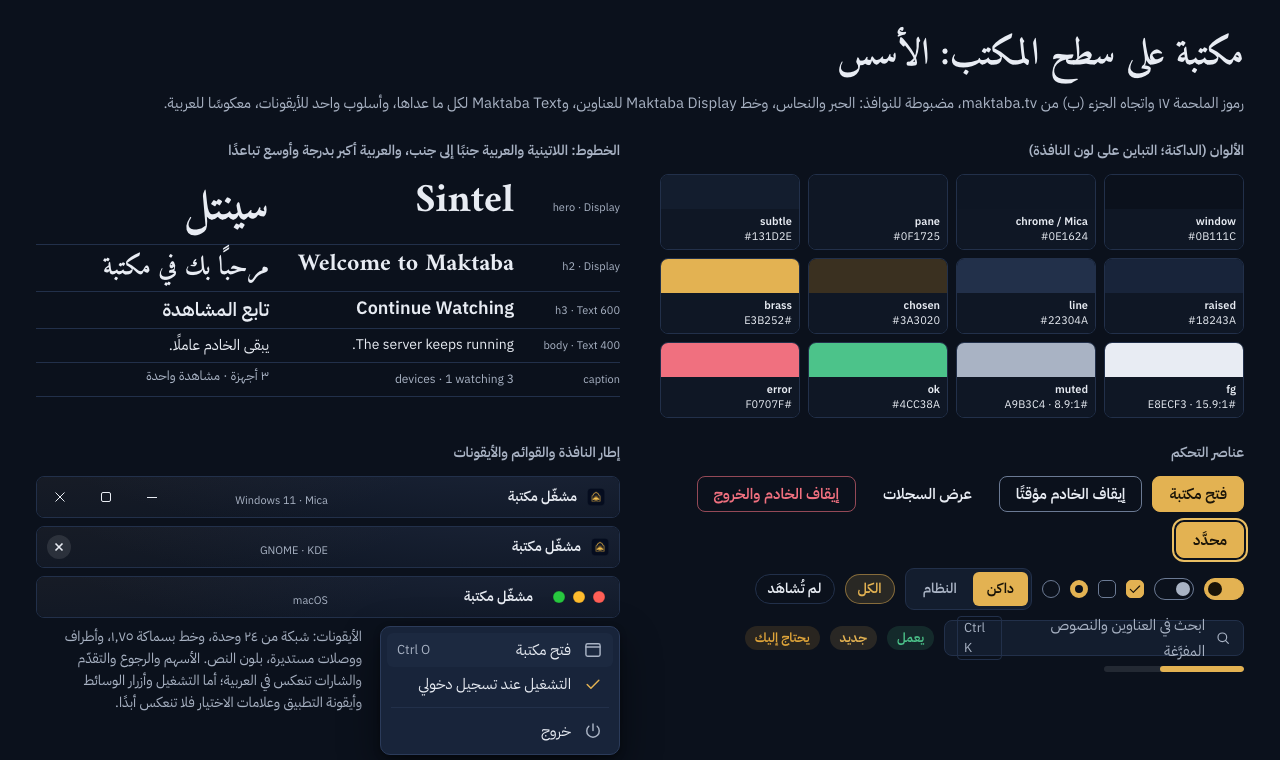 مكتبة على سطح المكتب: الأسس
رموز الملحمة ١٧ واتجاه الجزء (ب) من maktaba.tv، مضبوطة للنوافذ: الحبر والنحاس، وخط Maktaba Display للعناوين، وMaktaba Text لكل ما عداها، وأسلوب واحد للأيقونات، معكوسًا للعربية.
الألوان (الداكنة؛ التباين على لون النافذة)
window
#0B111C
chrome / Mica
#0E1624
pane
#0F1725
subtle
#131D2E
raised
#18243A
line
#22304A
chosen
#3A3020
brass
E3B252#
fg
E8ECF3 · 15.9:1#
muted
A9B3C4 · 8.9:1#
ok
#4CC38A
error
F0707F#
الخطوط: اللاتينية والعربية جنبًا إلى جنب، والعربية أكبر بدرجة وأوسع تباعدًا
hero · Display
Sintel
سينتل
h2 · Display
Welcome to Maktaba
مرحبًا بك في مكتبة
h3 · Text 600
Continue Watching
تابع المشاهدة
body · Text 400
.The server keeps running
يبقى الخادم عاملًا.
caption
devices · 1 watching 3
٣ أجهزة · مشاهدة واحدة
عناصر التحكم
فتح مكتبة
إيقاف الخادم مؤقتًا
عرض السجلات
إيقاف الخادم والخروج
محدَّد
داكن
النظام
الكل
لم تُشاهَد
ابحث في العناوين والنصوص
المفرَّغة
Ctrl
K
يعمل
جديد
يحتاج إليك
إطار النافذة والقوائم والأيقونات
مشغّل مكتبة
Windows 11 · Mica
مشغّل مكتبة
GNOME · KDE
مشغّل مكتبة
macOS
فتح مكتبة
Ctrl O
التشغيل عند تسجيل دخولي
خروج
الأيقونات: شبكة من ٢٤ وحدة، وخط بسماكة ١٫٧٥، وأطراف
ووصلات مستديرة، بلون النص. الأسهم والرجوع والتقدّم
والشارات تنعكس في العربية؛ أما التشغيل وأزرار الوسائط
وأيقونة التطبيق وعلامات الاختيار فلا تنعكس أبدًا.